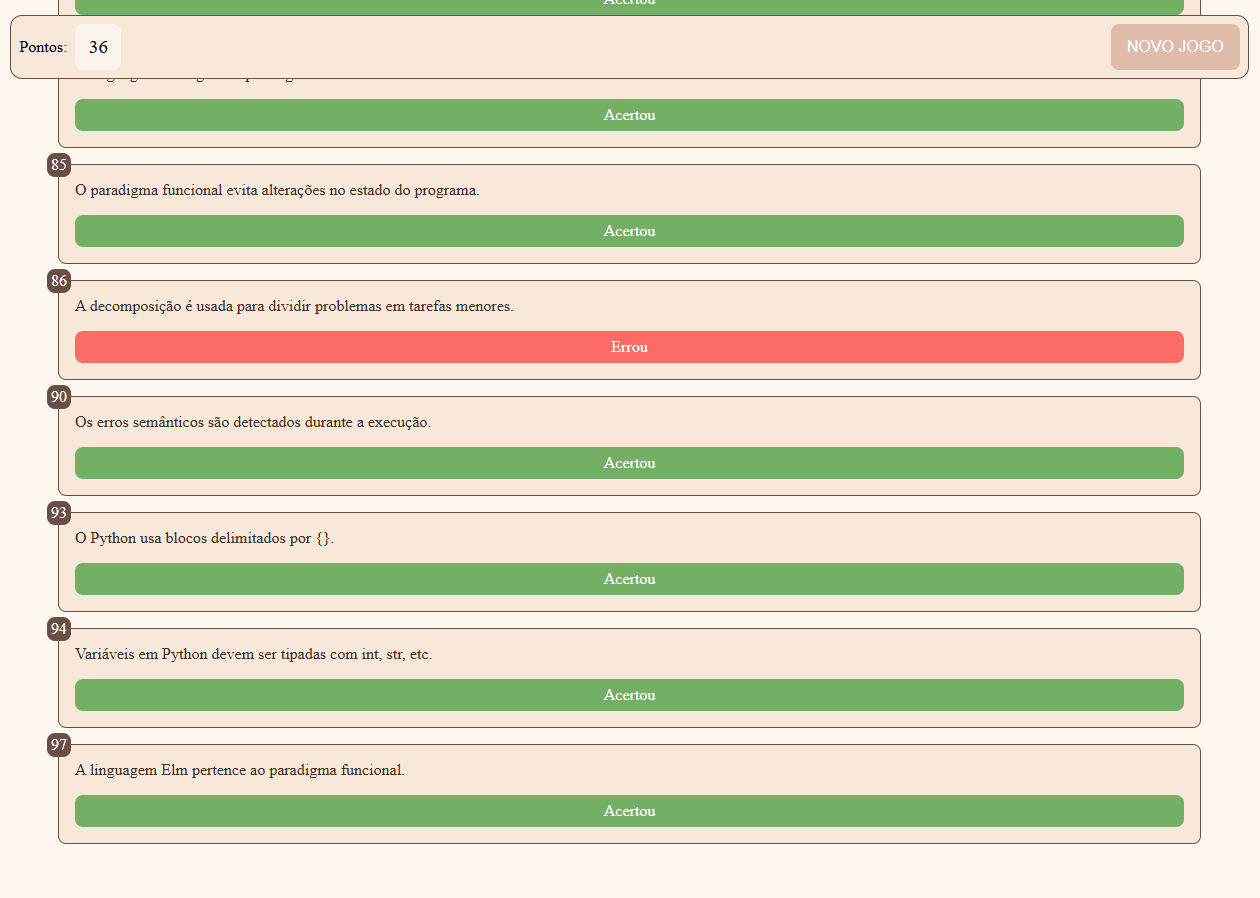 Acertou
Pontos: 36 NOVO JOGO
Acertou
85
O paradigma funcional evita alterações no estado do programa.
Acertou
86
A decomposição é usada para dividir problemas em tarefas menores.
Errou
90
Os erros semânticos são detectados durante a execução.
Acertou
93
O Python usa blocos delimitados por {}.
Acertou
94
Variáveis em Python devem ser tipadas com int, str, etc.
Acertou
97
A linguagem Elm pertence ao paradigma funcional.
Acertou